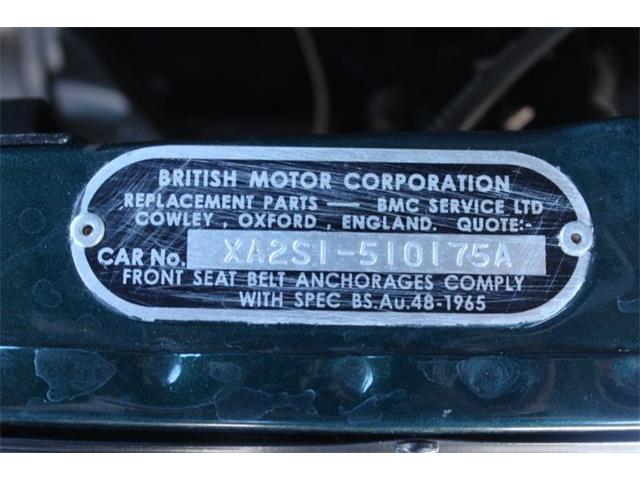 BRITISH MOTOR CORPORATION
REPLACEMENT PARTS — BMC SERVICE LTD
COWLEY , OXFORD , ENGLAND. QUOTE:-
CAR No. XA2S1-510175A
FRONT SEAT BELT ANCHORAGES COMPLY
WITH SPEC BS.Au.48-1965